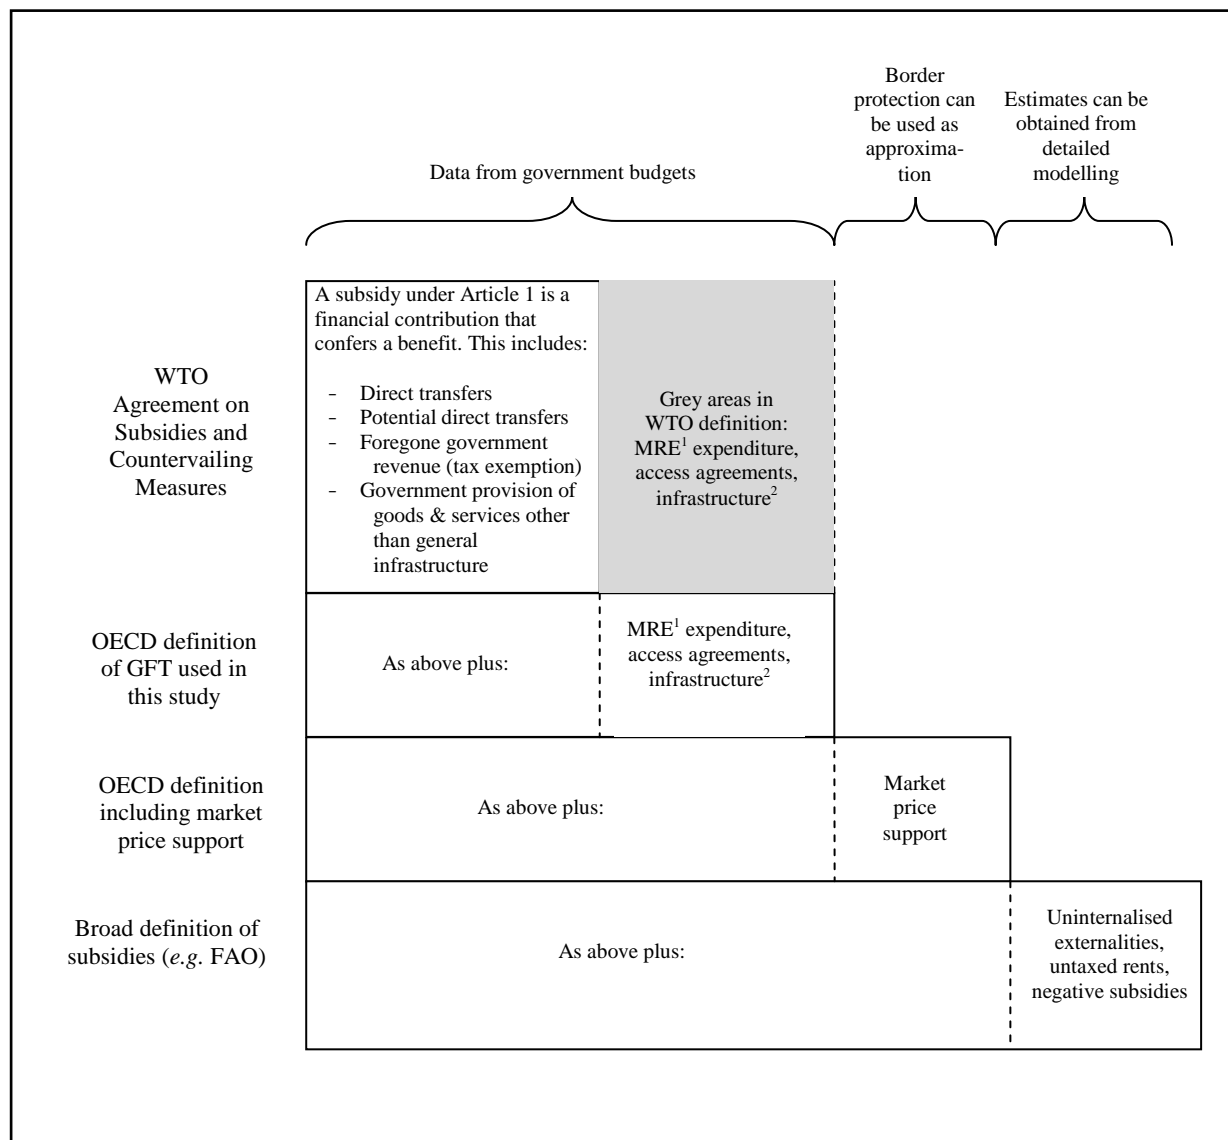 Border
protection can
be used as
approxima-
tion
Estimates can be
obtained from
detailed
modelling
Data from government budgets
WTO
Agreement on
Subsidies and
Countervailing
Measures
A subsidy under Article 1 is a
financial contribution that
confers a benefit. This includes:
- Direct transfers
- Potential direct transfers
- Foregone government
revenue (tax exemption)
- Government provision of
goods & services other
than general
infrastructure
Grey areas in
WTO definition:
MRE¹ expenditure,
access agreements,
infrastructure²
OECD definition
of GFT used in
this study
As above plus:
MRE¹ expenditure,
access agreements,
infrastructure²
OECD definition
including market
price support
As above plus:
Market
price
support
Broad definition of
subsidies (e.g. FAO)
As above plus:
Uninternalised
externalities,
untaxed rents,
negative subsidies